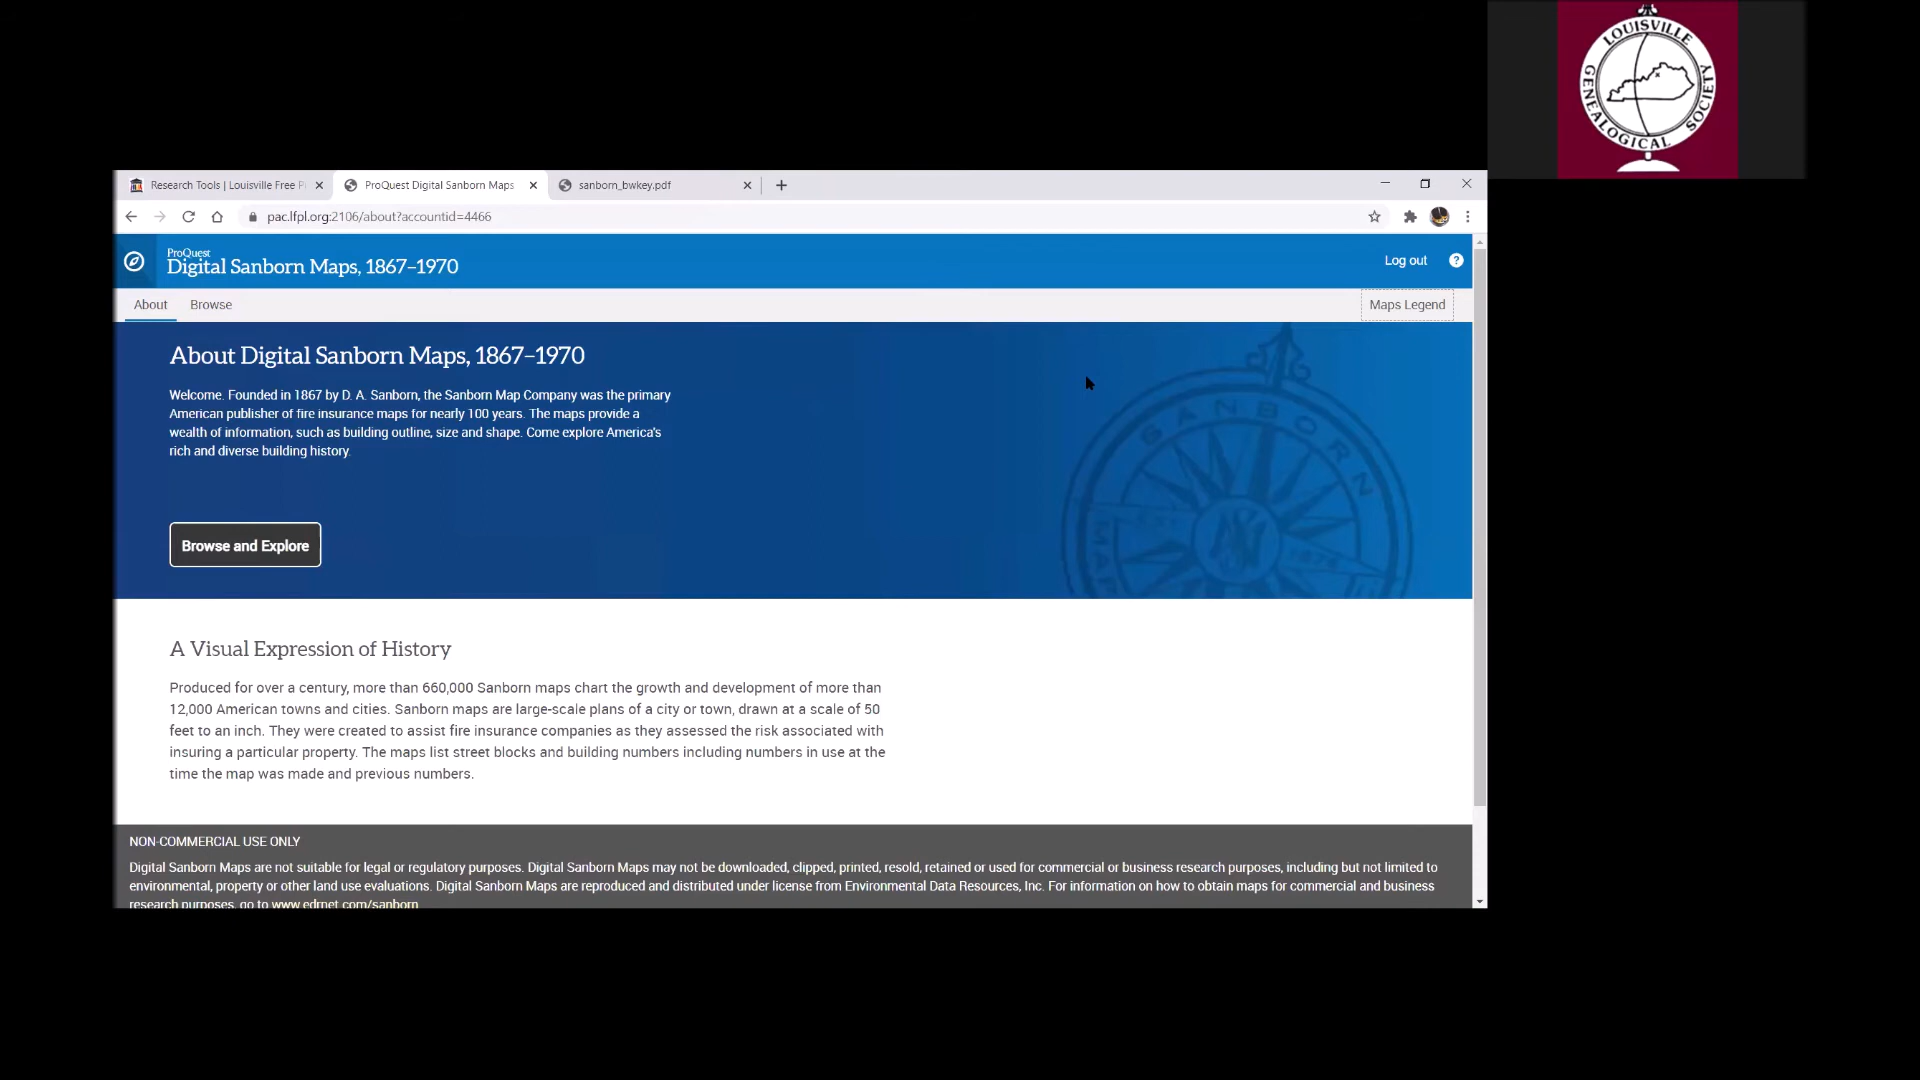 LOUISVILLE
GENEALOGICAL SOCIETY
Research Tools | Louisville Free P
ProQuest Digital Sanborn Maps
sanborn_bwkey.pdf
pac.lfpl.org:2106/about?accountid=4466
ProQuest
Digital Sanborn Maps, 1867–1970
Log out
About
Browse
Maps Legend
About Digital Sanborn Maps, 1867–1970
Welcome. Founded in 1867 by D. A. Sanborn, the Sanborn Map Company was the primary
American publisher of fire insurance maps for nearly 100 years. The maps provide a
wealth of information, such as building outline, size and shape. Come explore America's
rich and diverse building history.
SANBORN
Browse and Explore
A Visual Expression of History
Produced for over a century, more than 660,000 Sanborn maps chart the growth and development of more than
12,000 American towns and cities. Sanborn maps are large-scale plans of a city or town, drawn at a scale of 50
feet to an inch. They were created to assist fire insurance companies as they assessed the risk associated with
insuring a particular property. The maps list street blocks and building numbers including numbers in use at the
time the map was made and previous numbers.
NON-COMMERCIAL USE ONLY
Digital Sanborn Maps are not suitable for legal or regulatory purposes. Digital Sanborn Maps may not be downloaded, clipped, printed, resold, retained or used for commercial or business research purposes, including but not limited to
environmental, property or other land use evaluations. Digital Sanborn Maps are reproduced and distributed under license from Environmental Data Resources, Inc. For information on how to obtain maps for commercial and business
research purposes, go to www.edrnet.com/sanborn